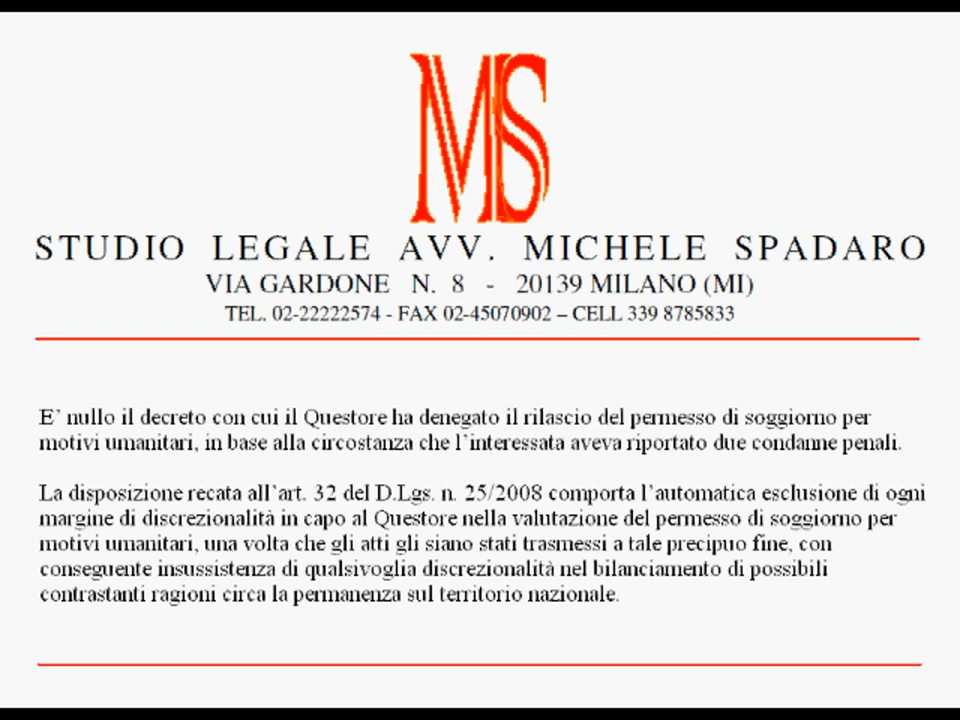 MS
STUDIO LEGALE AVV. MICHELE SPADARO
VIA GARDONE N. 8 - 20139 MILANO (MI)
TEL. 02-22222574 - FAX 02-45070902 – CELL 339 8785833
E’ nullo il decreto con cui il Questore ha denegato il rilascio del permesso di soggiorno per
motivi umanitari, in base alla circostanza che l’interessata aveva riportato due condanne penali.
La disposizione recata all’art. 32 del D.Lgs. n. 25/2008 comporta l’automatica esclusione di ogni
margine di discrezionalità in capo al Questore nella valutazione del permesso di soggiorno per
motivi umanitari, una volta che gli atti gli siano stati trasmessi a tale precipuo fine, con
conseguente insussistenza di qualsivoglia discrezionalità nel bilanciamento di possibili
contrastanti ragioni circa la permanenza sul territorio nazionale.